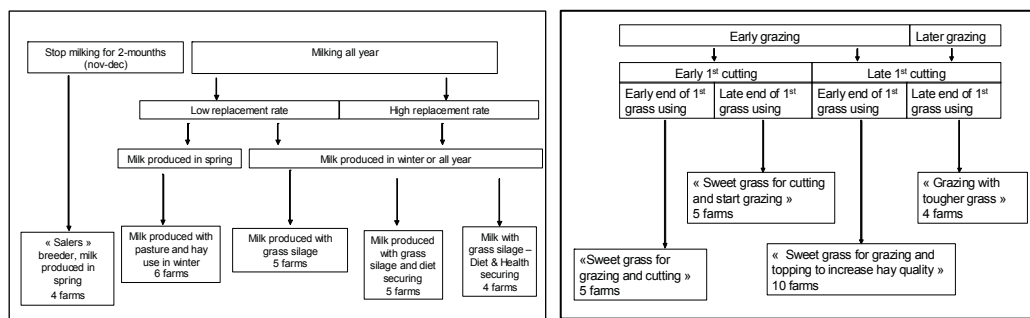 Stop milking for 2-mounths
(nov-dec)
Milking all year
Low replacement rate
High replacement rate
Milk produced in spring
Milk produced in winter or all year
« Salers »
breeder, milk
produced in
spring
4 farms
Milk produced with
pasture and hay
use in winter
6 farms
Milk produced with
grass silage
5 farms
Milk produced with
grass silage and diet
securing
5 farms
Milk with
grass silage –
Diet & Health
securing
4 farms
Early grazing
Later grazing
Early 1st cutting
Late 1st cutting
Early end of 1st
grass using
Late end of 1st
grass using
Early end of 1st
grass using
Late end of 1st
grass using
« Sweet grass for cutting
and start grazing »
5 farms
« Grazing with
tougher grass »
4 farms
«Sweet grass for
grazing and cutting»
5 farms
« Sweet grass for grazing and
topping to increase hay quality »
10 farms